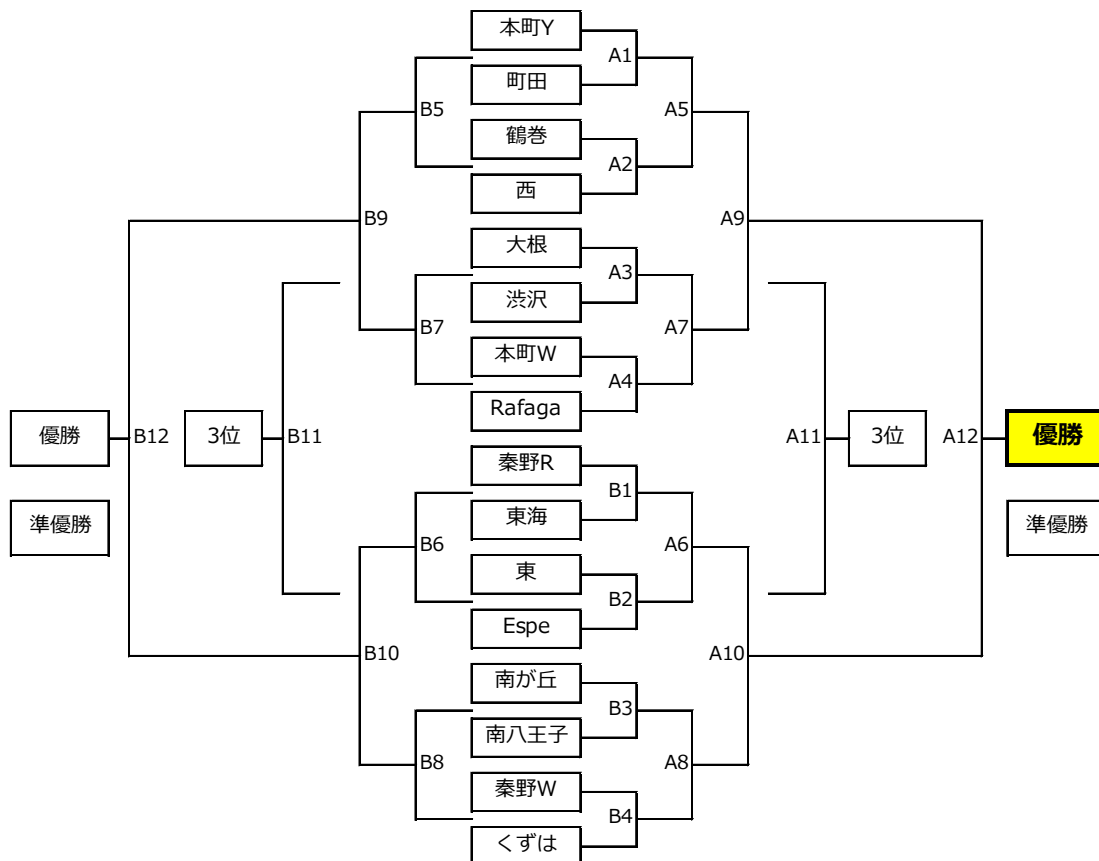 本町Y
A1
町田
B5
A5
鶴巻
A2
西
B9
A9
大根
A3
渋沢
B7
A7
本町W
A4
Rafaga
優勝
B12
3位
B11
A11
3位
A12
優勝
秦野R
B1
準優勝
東海
準優勝
B6
A6
東
B2
Espe
B10
A10
南が丘
B3
南八王子
B8
A8
秦野W
B4
くずは